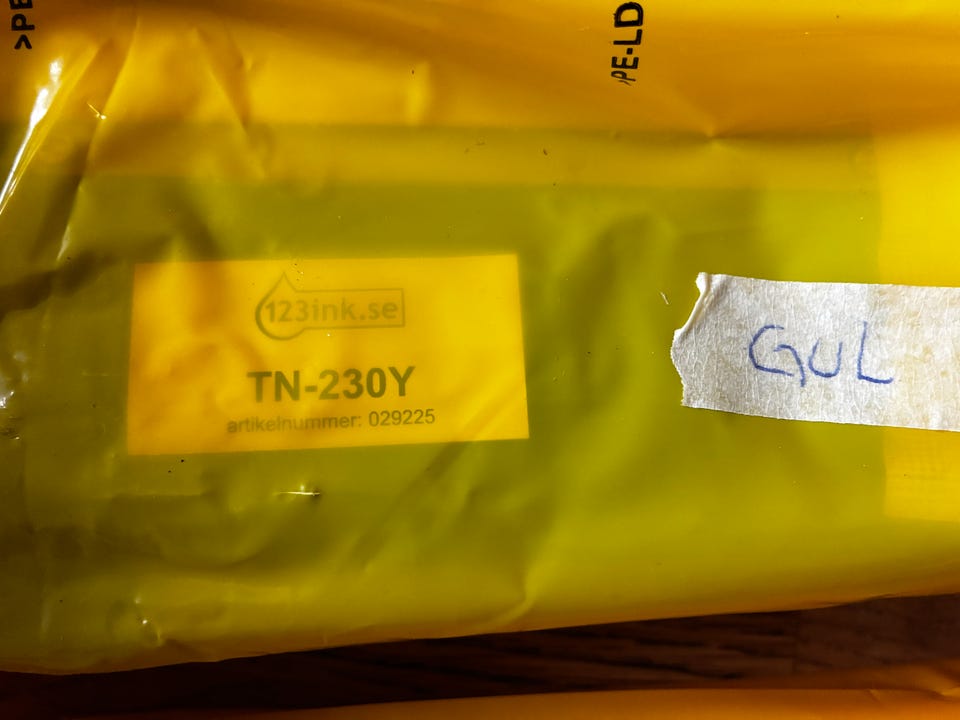 >PE
PE-LD
123ink.se
TN-230Y
artikelnummer: 029225
GUL